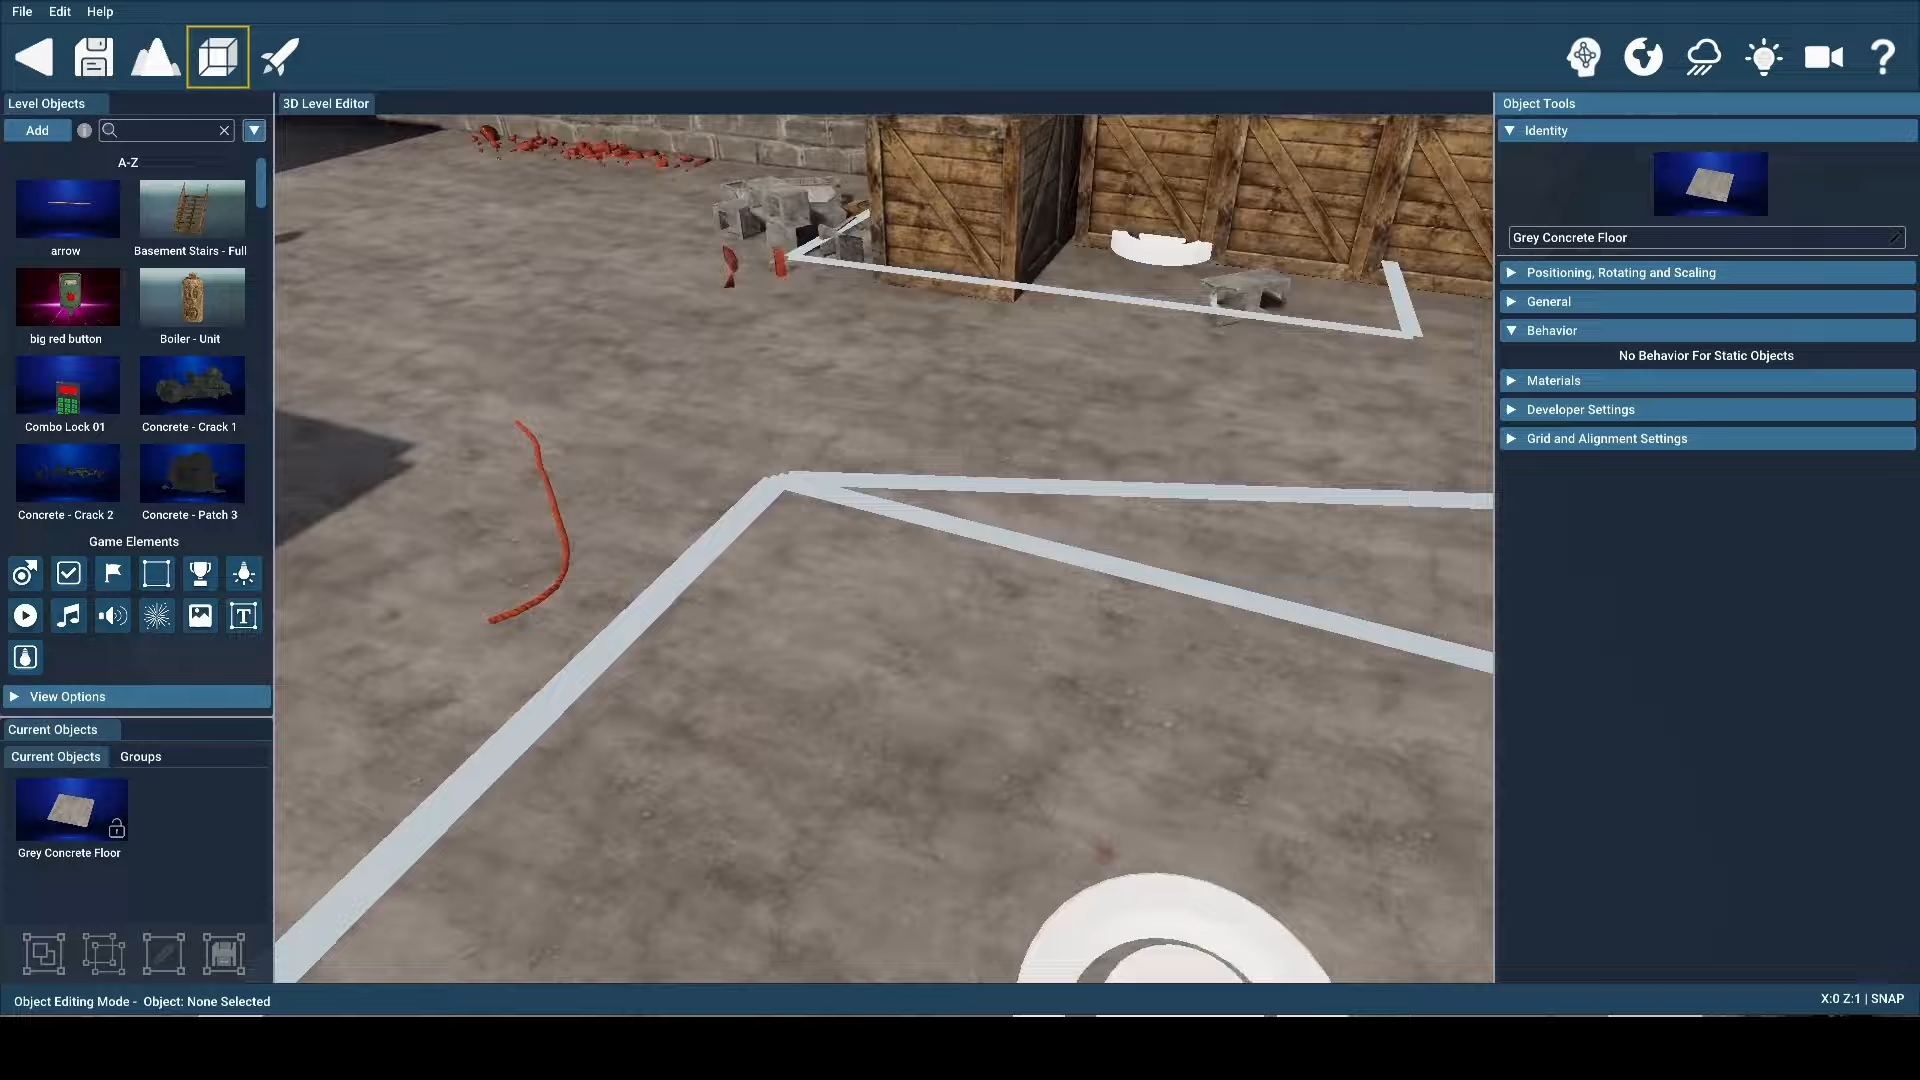 File Edit Help
Level Objects
3D Level Editor
Object Tools
Add
Identity
A-Z
arrow
Basement Stairs - Full
Grey Concrete Floor
Positioning, Rotating and Scaling
General
big red button
Boiler - Unit
Behavior
No Behavior For Static Objects
Materials
Developer Settings
Combo Lock 01
Concrete - Crack 1
Grid and Alignment Settings
Concrete - Crack 2
Concrete - Patch 3
Game Elements
View Options
Current Objects
Current Objects Groups
Grey Concrete Floor
Object Editing Mode - Object: None Selected
X:0 Z:1 | SNAP